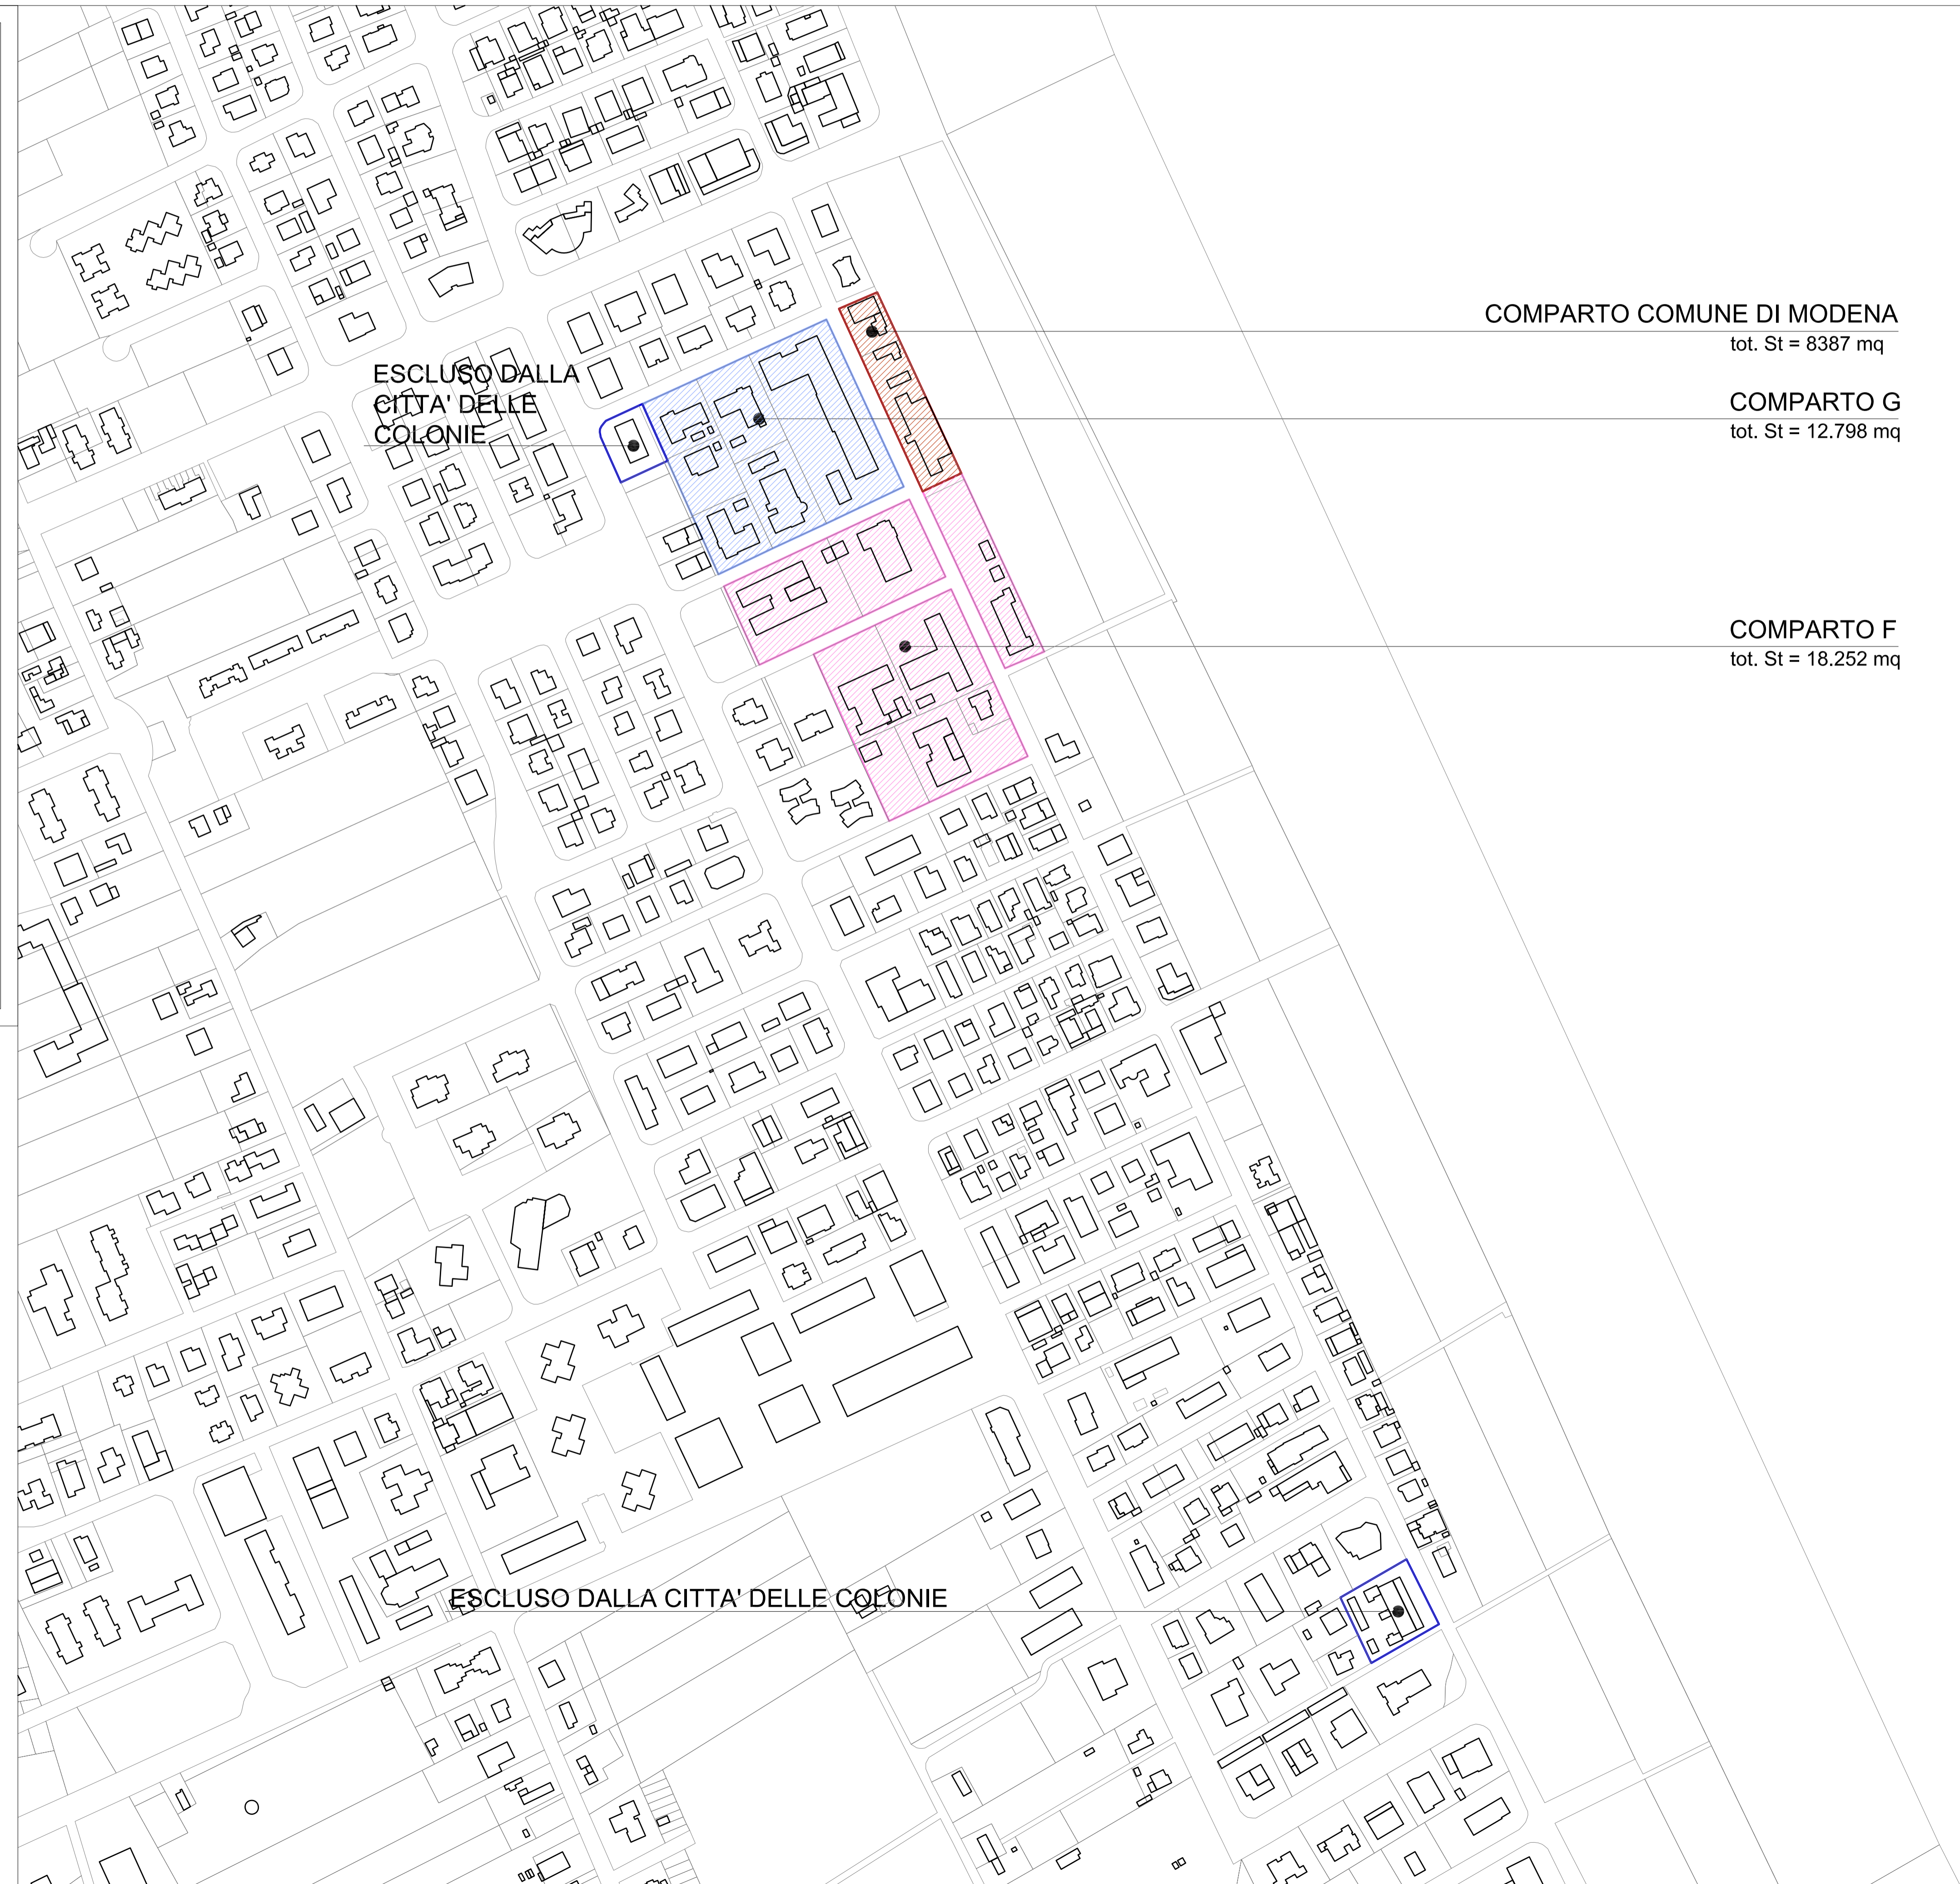 COMPARTO COMUNE DI MODENA
tot. St = 8387 mq
ESCLUSO DALLA
CITTA' DELLE
COLONIE
COMPARTO G
tot. St = 12.798 mq
COMPARTO F
tot. St = 18.252 mq
ESCLUSO DALLA CITTA' DELLE COLONIE